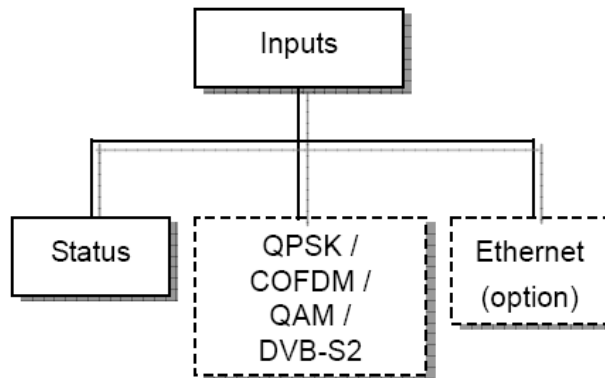 Inputs
Status
QPSK /
COFDM /
QAM /
DVB-S2
Ethernet
(option)